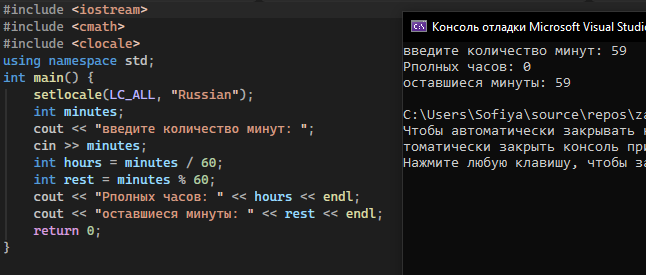 #include <iostream>
#include <cmath>
#include <clocale>
using namespace std;
int main() {
setlocale(LC_ALL, "Russian");
int minutes;
cout << "введите количество минут: ";
cin >> minutes;
int hours = minutes / 60;
int rest = minutes % 60;
cout << "Pполных часов: " << hours << endl;
cout << "оставшиеся минуты: " << rest << endl;
return 0;
}
Консоль отладки Microsoft Visual Studio
введите количество минут: 59
Pполных часов: 0
оставшиеся минуты: 59
C:\Users\Sofiya\source\repos\za
Чтобы автоматически закрывать
томатически закрыть консоль при
Нажмите любую клавишу, чтобы за